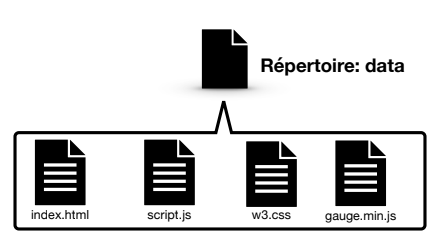 Répertoire: data
index.html
script.js
w3.css
gauge.min.js